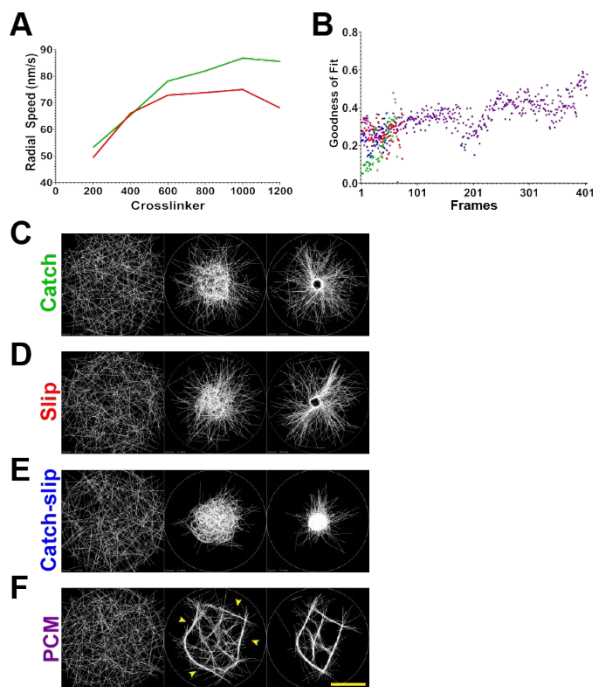 A
Radial Speed (nm/s)
90
80
70
60
50
40
0 200 400 600 800 1000 1200
Crosslinker
B
Goodness of Fit
0.8
0.6
0.4
0.2
0.0
1 101 201 301 401
Frames
C
Catch
D
Slip
E
Catch-slip
F
PCM